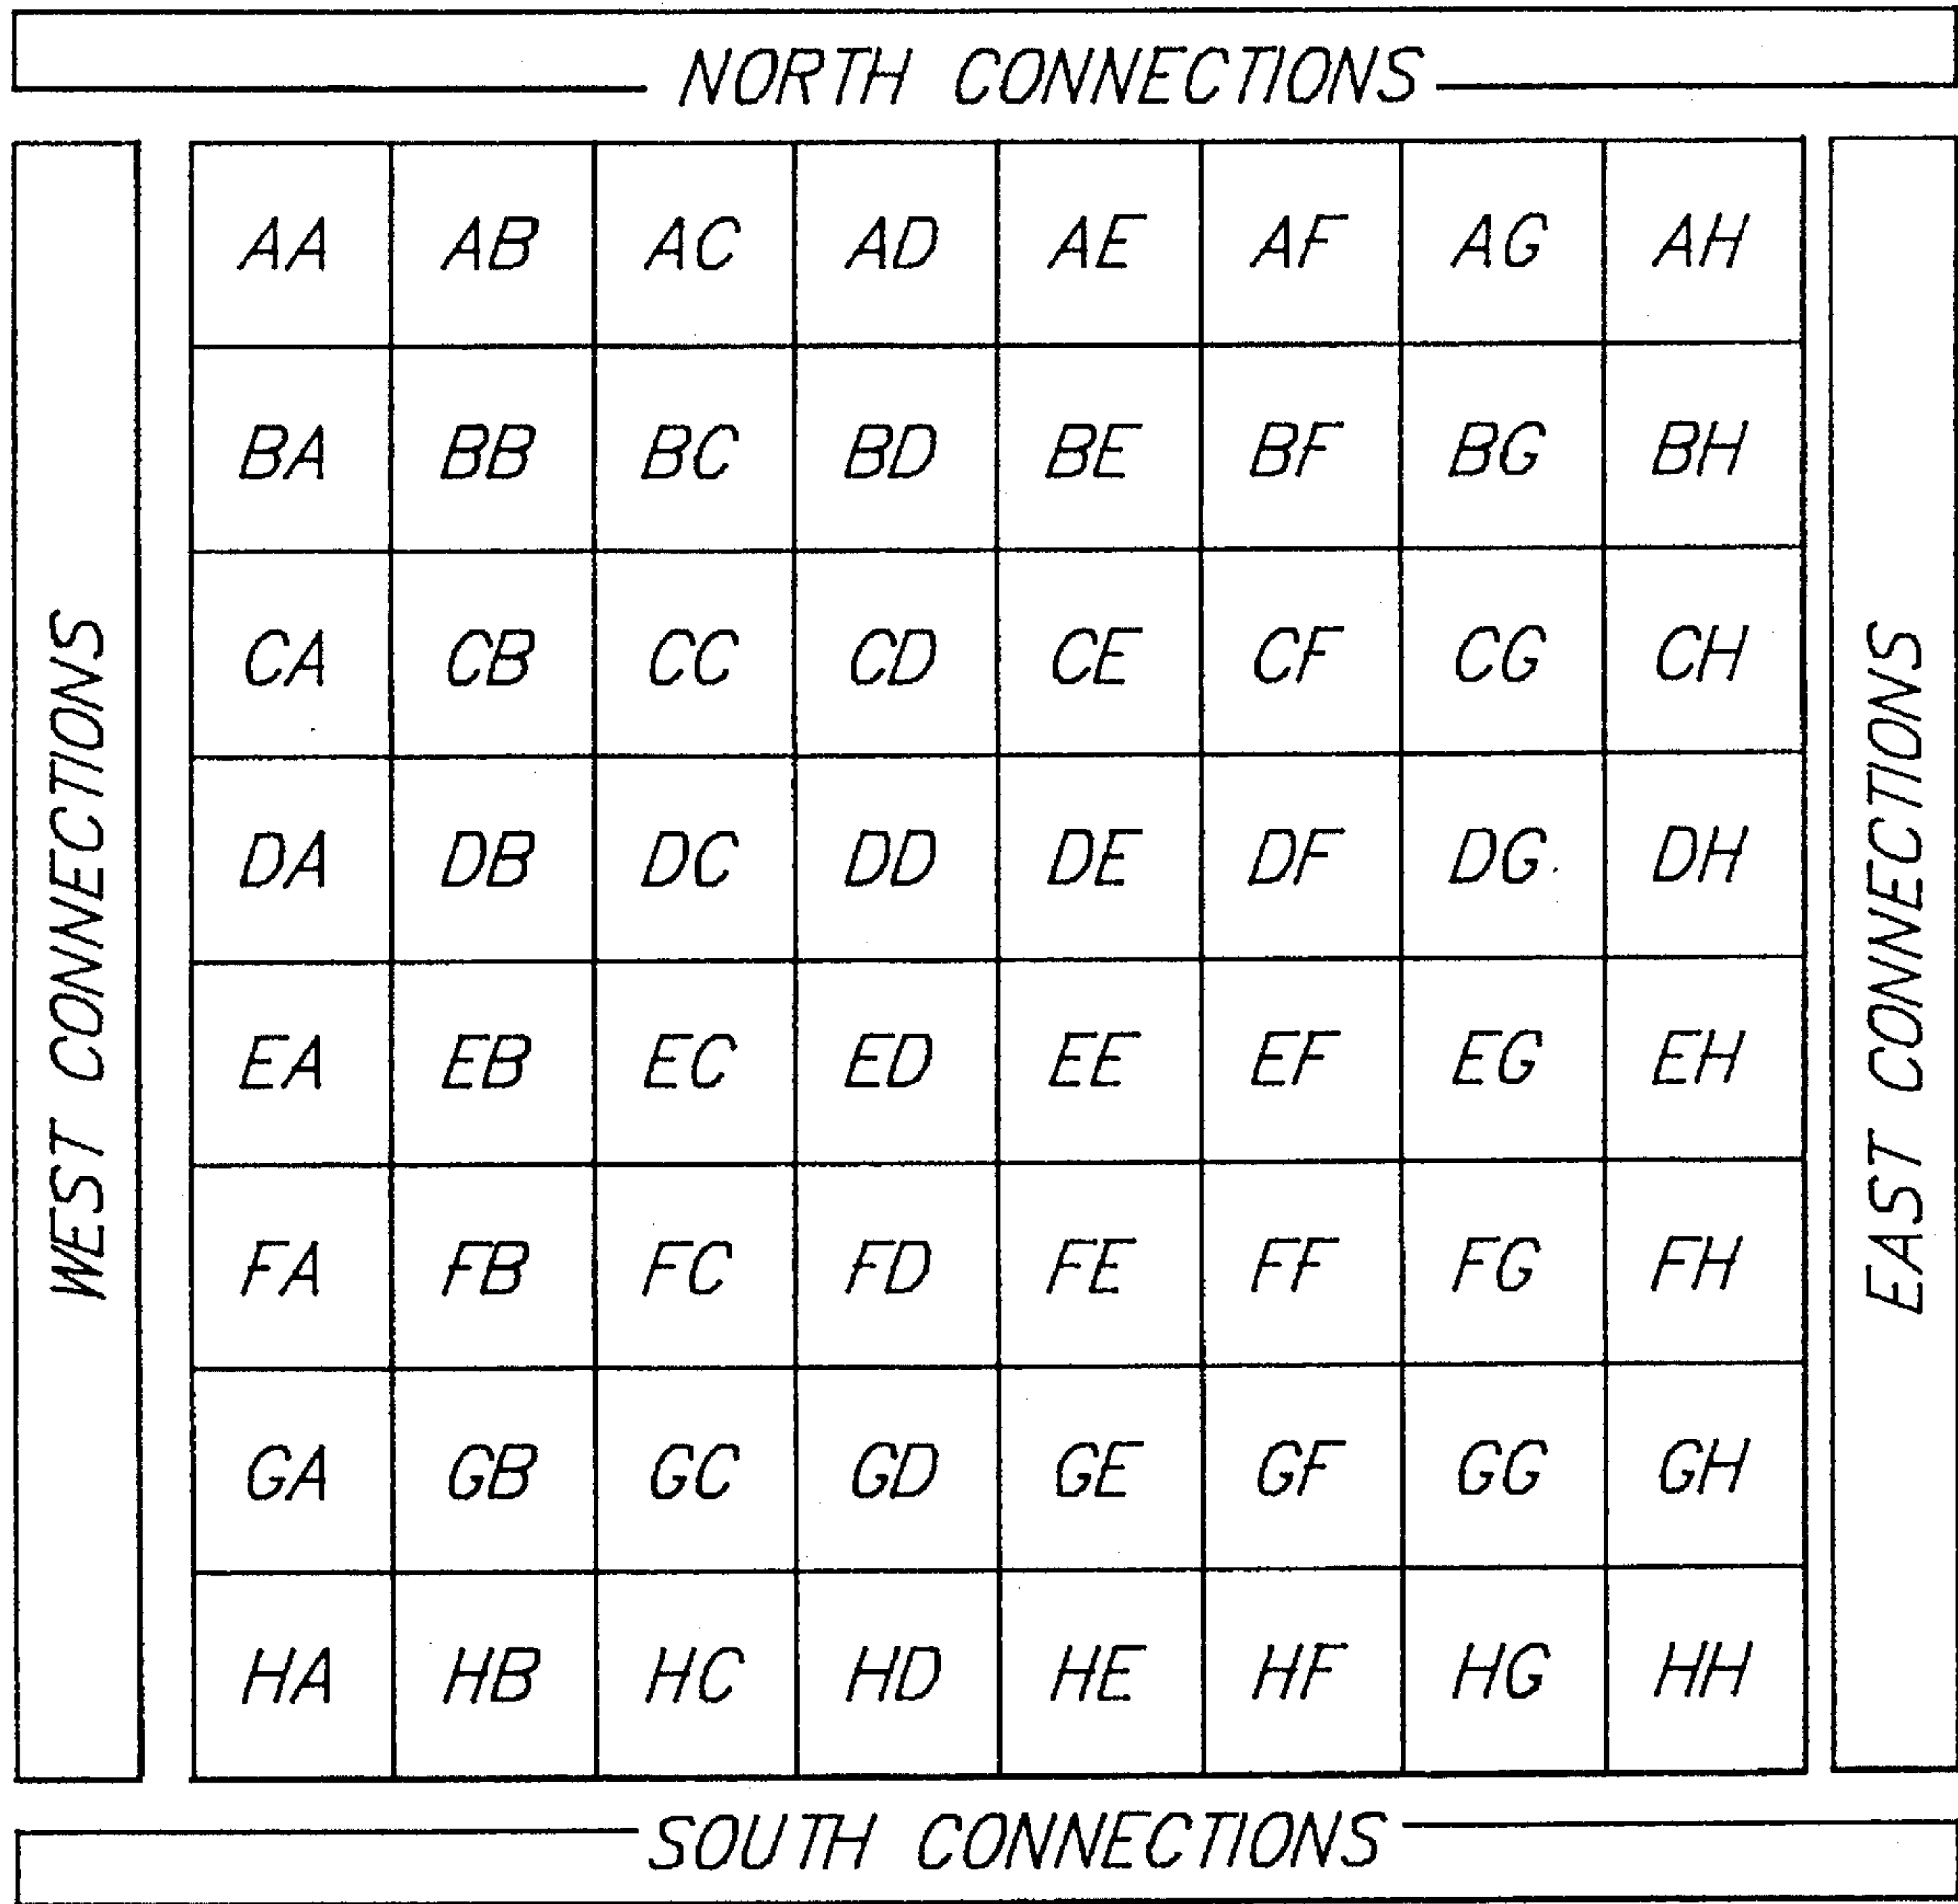 NORTH CONNECTIONS
WEST CONNECTIONS
AA AB AC AD AE AF AG AH
BA BB BC BD BE BF BG BH
CA CB CC CD CE CF CG CH
DA DB DC DD DE DF DG DH
EA EB EC ED EE EF EG EH
FA FB FC FD FE FF FG FH
GA GB GC GD GE GF GG GH
HA HB HC HD HE HF HG HH
EAST CONNECTIONS
SOUTH CONNECTIONS